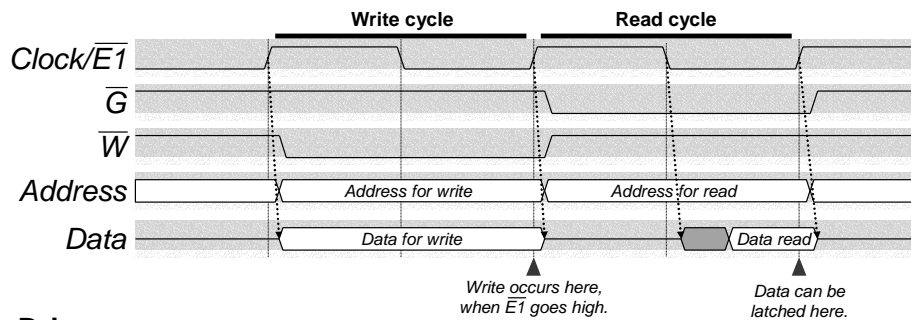 Write cycle
Read cycle
Clock/E1
G
W
Address
Address for write
Address for read
Data
Data for write
Data read
Write occurs here,
when E1 goes high.
Data can be
latched here.